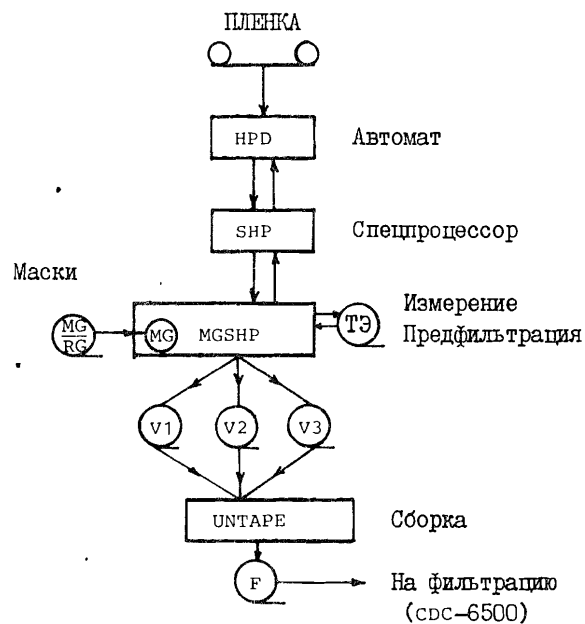 ПЛЕНКА
HPD
Автомат
SHP
Спецпроцессор
Маски
MG
RG
MG
MGSHP
ТЭ
Измерение
Предфильтрация
V1
V2
V3
UNTAPE
Сборка
F
На фильтрацию
(CDC-6500)